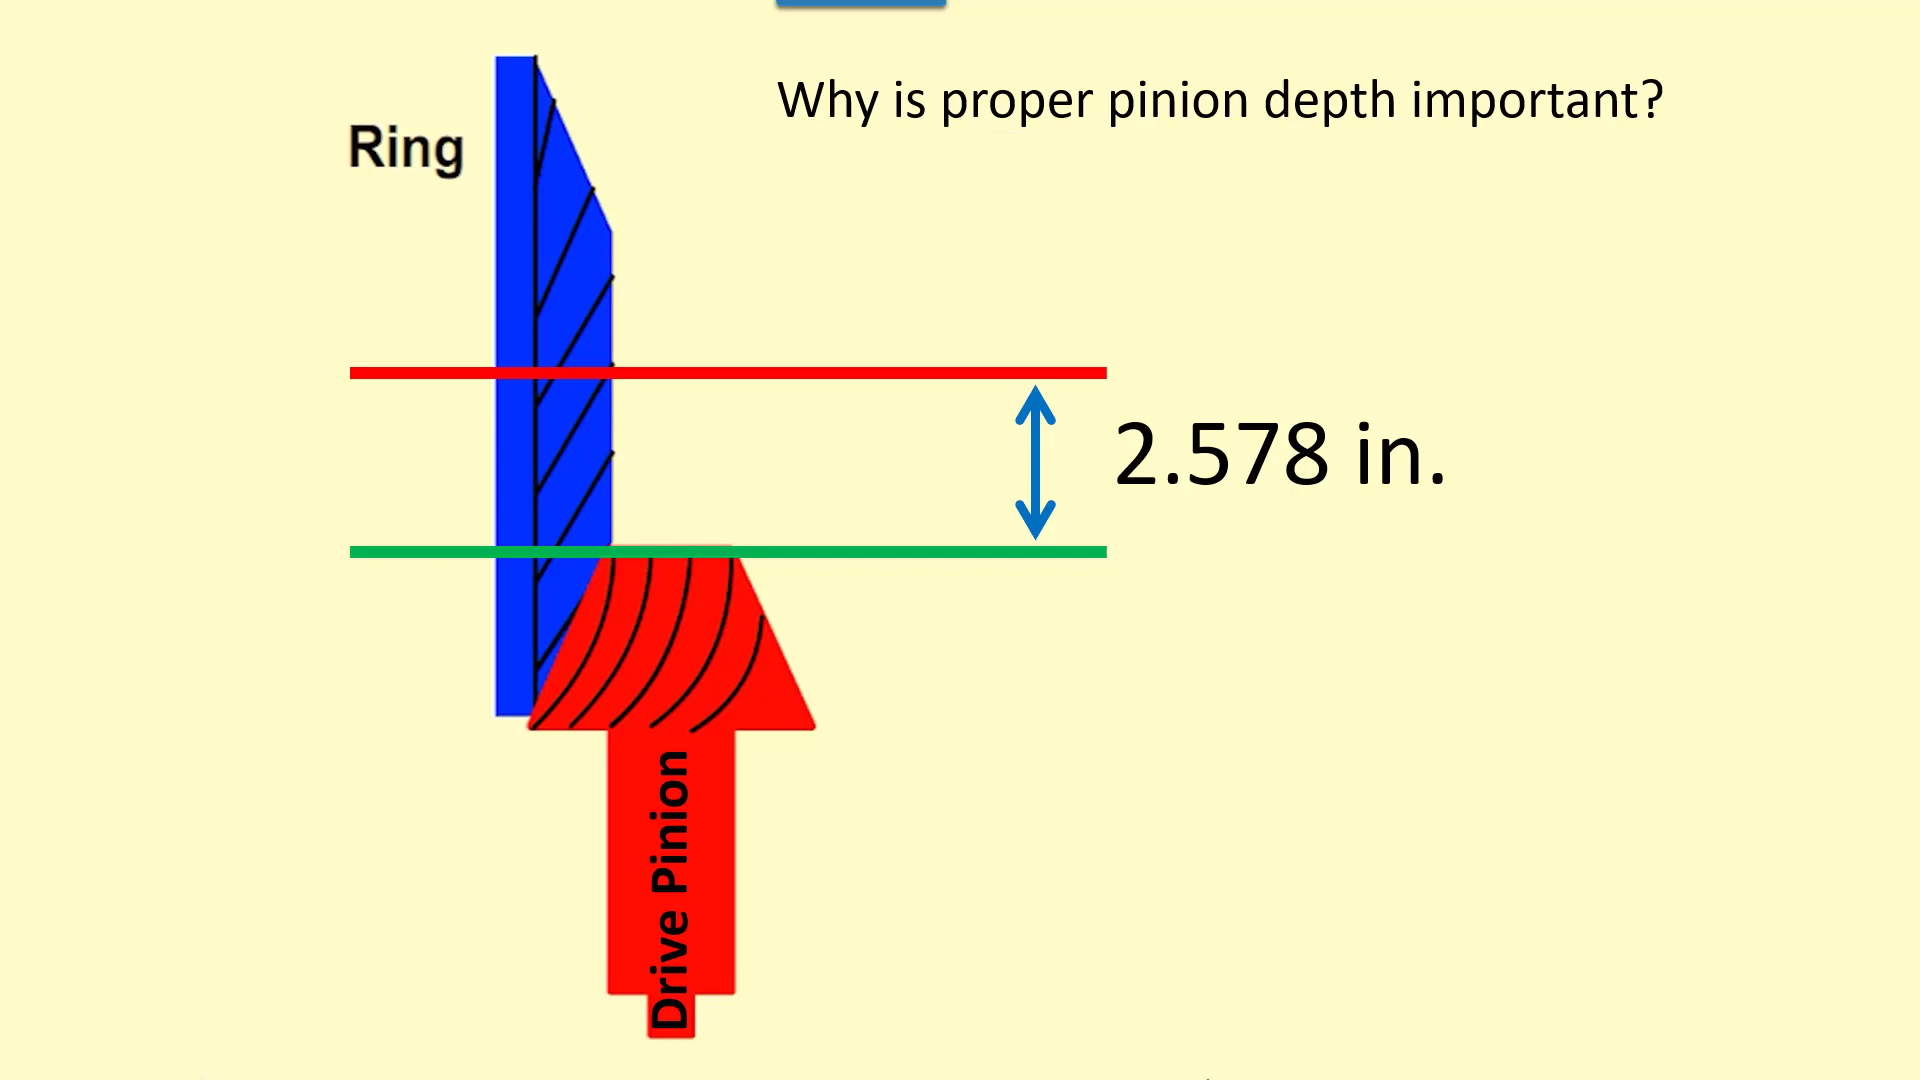 Why is proper pinion depth important?
Ring
2.578 in.
Drive Pinion